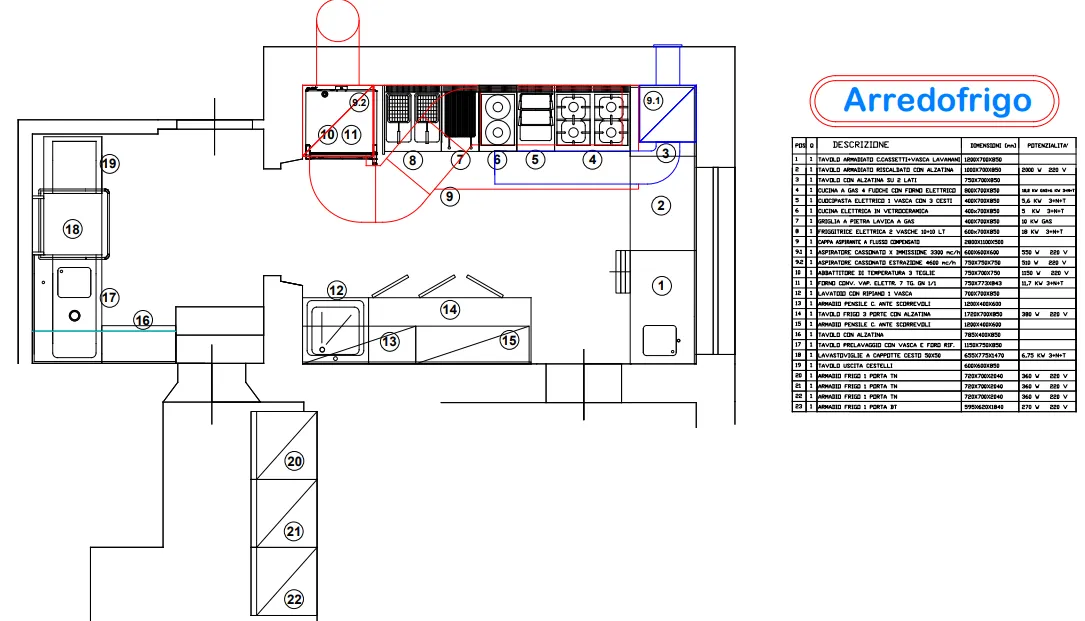 Arredofrigo
POS Q DESCRIZIONE DIMENSIONI (mm) POTENZIALITA'
1 1 TAVOLO ARMADIATO C.CASSETTI+VASCA LAVAMANI 1200X700X850
2 1 TAVOLO ARMADIATO RISCALDATO CON ALZATINA 1000X700X850 2000 W 220 V
3 1 TAVOLO CON ALZATINA SU 2 LATI 750X700X850
4 1 CUCINA A GAS 4 FUOCHI CON FORNO ELETTRICO 800X700X850
5 1 CUOCIPASTA ELETTRICO 1 VASCA CON 3 CESTI 400X700X850 5,6 KW 3+N+T
6 1 CUCINA ELETTRICA IN VETROCERAMICA 400x700X850 5 KW 3+N+T
7 1 GRIGLIA A PIETRA LAVICA A GAS 400X700X850 10 KW GAS
8 1 FRIGGITRICE ELETTRICA 2 VASCHE 10+10 LT 600x700X850 18 KW 3+N+T
9 1 CAPPA ASPIRANTE A FLUSSO COMPENSATO 2800X1100X500
9.1 1 ASPIRATORE CASSONATO X IMMISSIONE 3300 mc/h 600X600X600 550 W 220 V
9.2 1 ASPIRATORE CASSONATO ESTRAZIONE 4600 mc/h 750X750X750 510 W 220 V
10 1 ABBATTITORE DI TEMPERATURA 3 TEGLIE 750X700X750 1150 W 220 V
11 1 FORNO CONV. VAP. ELETTR. 7 TG. GN 1/1 750X773X843 11,7 KW 3+N+T
12 1 LAVATOIO CON RIPIANO 1 VASCA 700X700X850
13 1 ARMADIO PENSILE C. ANTE SCORREVOLI 1200X400X600
14 1 TAVOLO FRIGO 3 PORTE CON ALZATINA 1720X700X850 380 W 220 V
15 1 ARMADIO PENSILE C. ANTE SCORREVOLI 1200X400X600
16 1 TAVOLO CON ALZATINA 785X400X850
17 1 TAVOLO PRELAVAGGIO CON VASCA E FORO RIF. 1150X750X850
18 1 LAVASTOVIGLIE A CAPPOTTE CESTO 50X50 655X775X1470 6,75 KW 3+N+T
19 1 TAVOLO USCITA CESTELLI 600X600X850
20 1 ARMADIO FRIGO 1 PORTA TN 720X700X2040 360 W 220 V
21 1 ARMADIO FRIGO 1 PORTA TN 720X700X2040 360 W 220 V
22 1 ARMADIO FRIGO 1 PORTA TN 720X700X2040 360 W 220 V
23 1 ARMADIO FRIGO 1 PORTA BT 595X620X1840 270 W 220 V
9.2
9.1
10 11
8 7 6 5 4 3
19
9
2
18
1
12
17
14
16
13
15
20
21
22